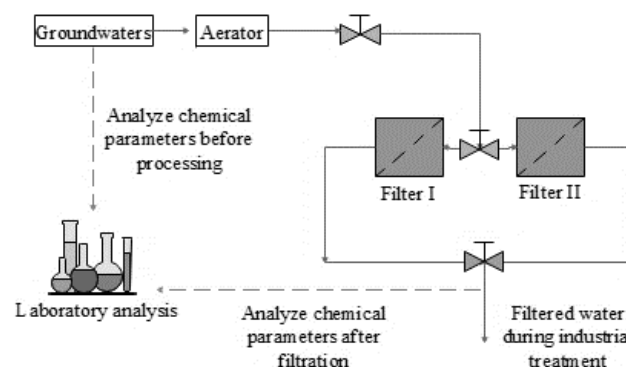 Groundwaters
Aerator
Analyze chemical
parameters before
processing
Filter I
Filter II
Laboratory analysis
Analyze chemical
parameters after
filtration
Filtered water
during industria
treatment